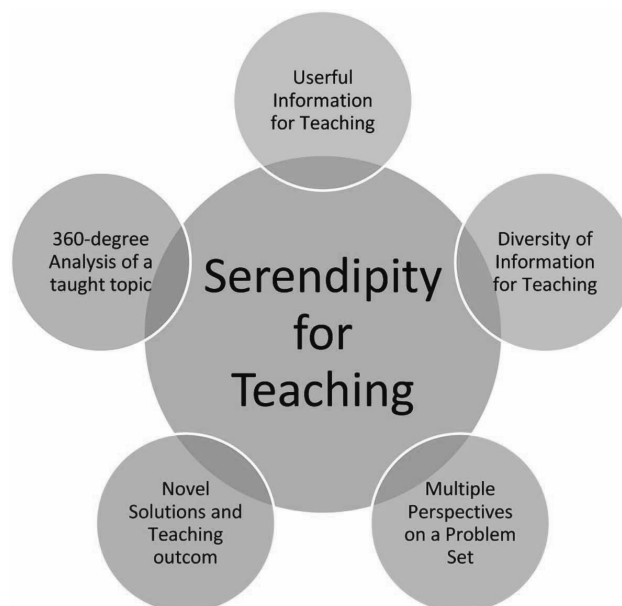 Userful
Information
for Teaching
360-degree
Analysis of a
taught topic
Serendipity
for
Teaching
Diversity of
Information
for Teaching
Novel
Solutions and
Teaching
outcom
Multiple
Perspectives
on a Problem
Set